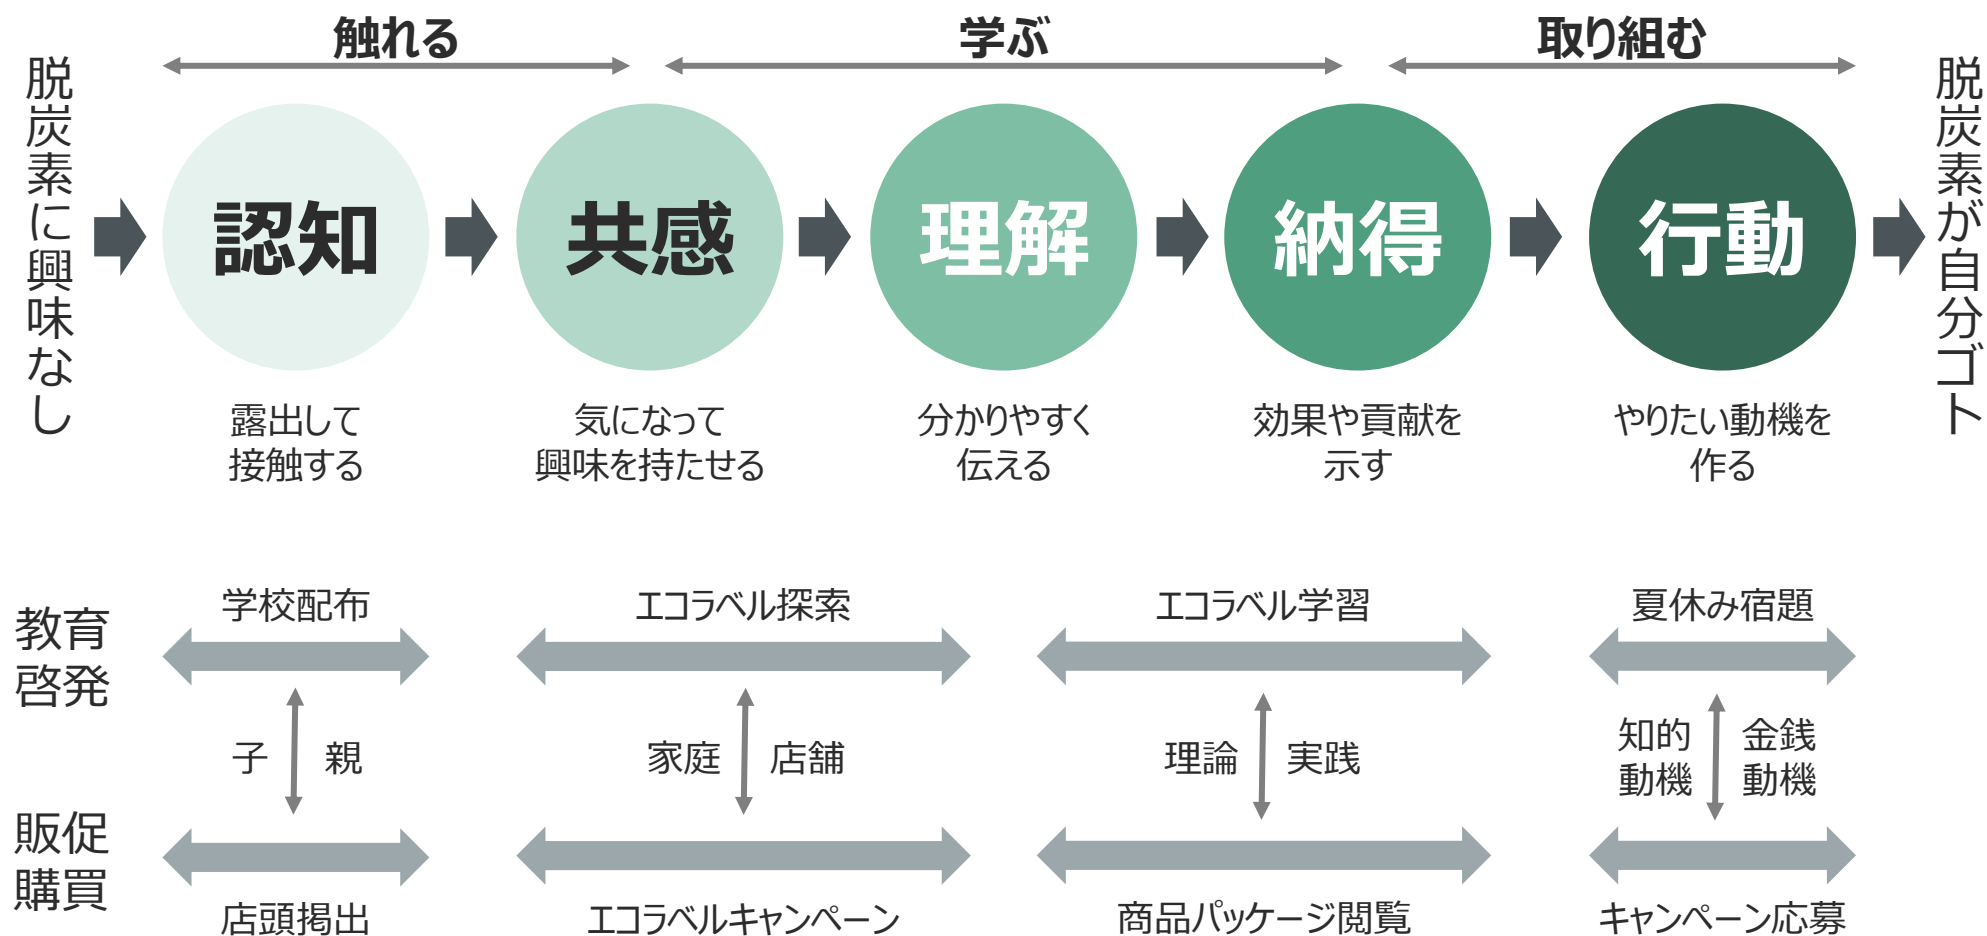 触れる
学ぶ
取り組む
脱炭素に興味なし
認知
共感
理解
納得
行動
脱炭素が自分ゴト
露出して
接触する
気になって
興味を持たせる
分かりやすく
伝える
効果や貢献を
示す
やりたい動機を
作る
教育
啓発
学校配布
エコラベル探索
エコラベル学習
夏休み宿題
子
親
家庭
店舗
理論
実践
知的
動機
金銭
動機
販促
購買
店頭掲出
エコラベルキャンペーン
商品パッケージ閲覧
キャンペーン応募